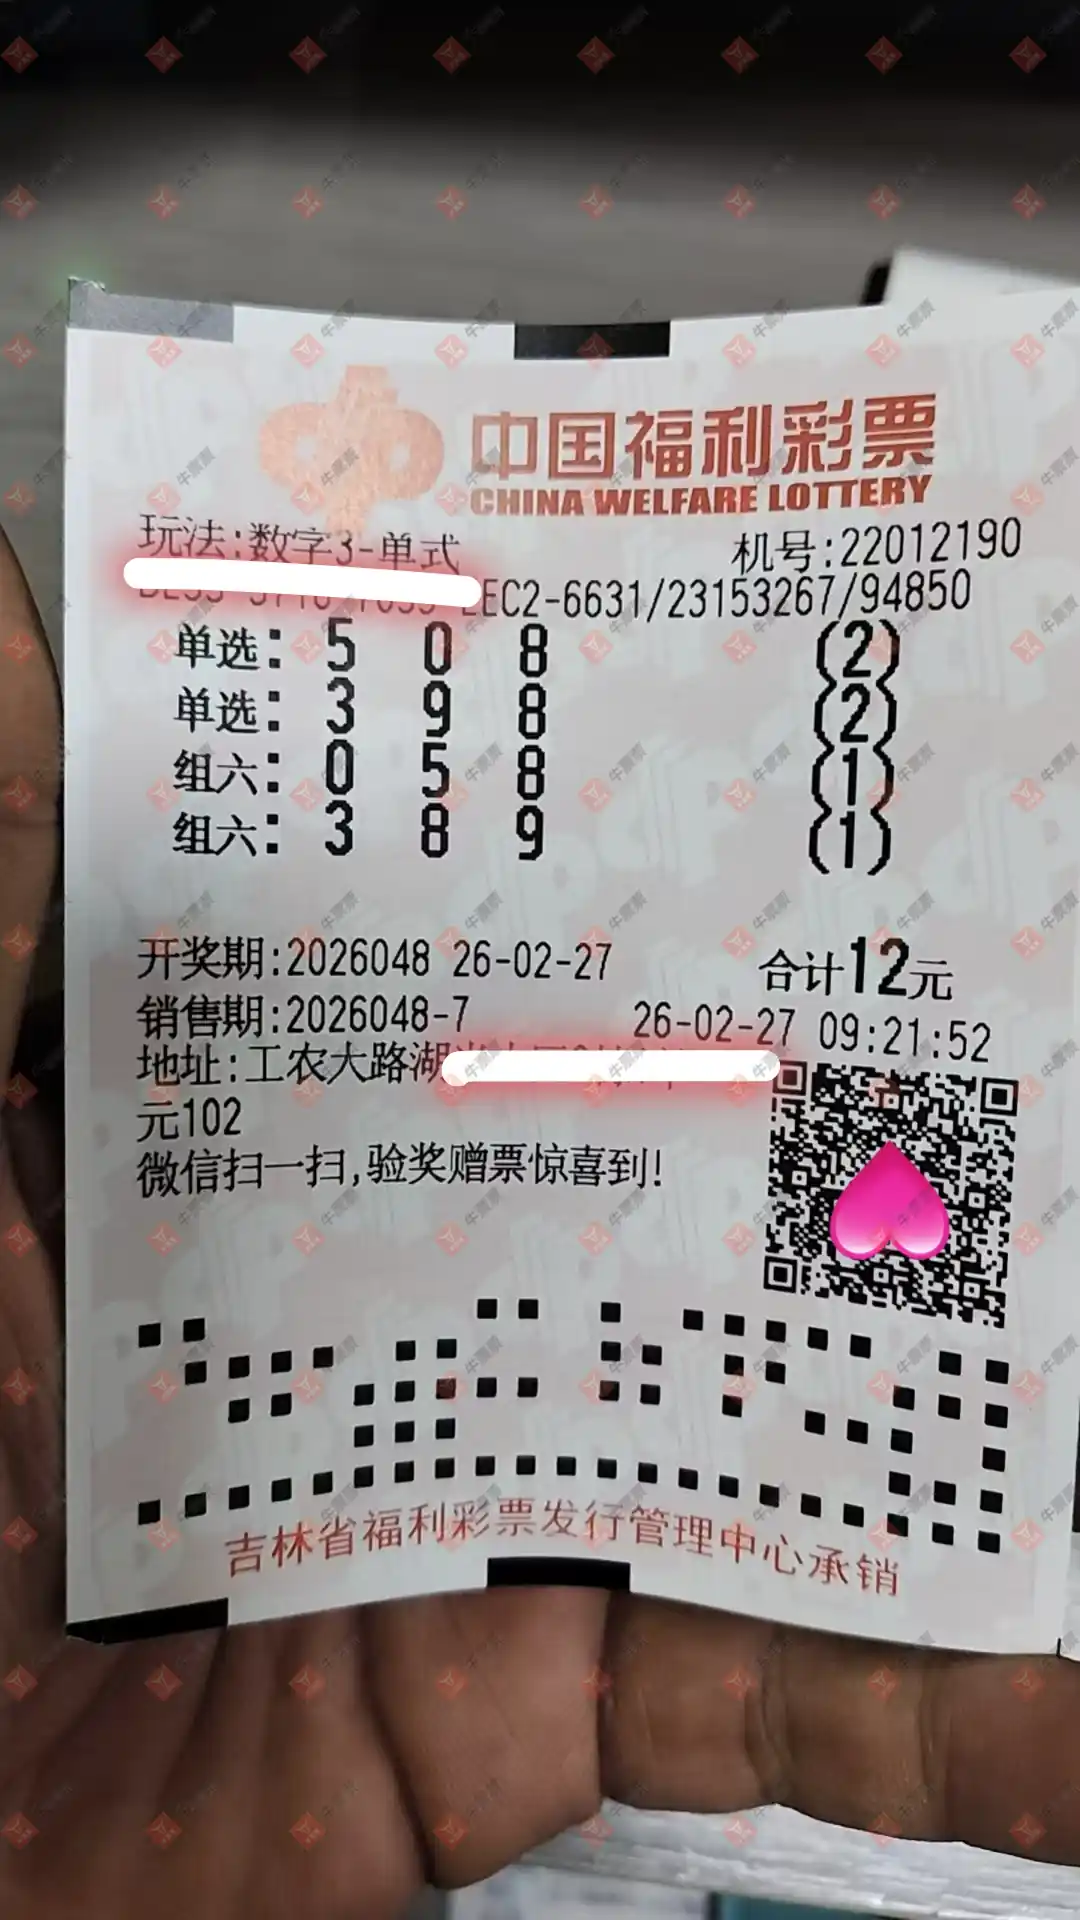 中国福利彩票
CHINA WELFARE LOTTERY
玩法:数字3-单式 机号:22012190
EC2-6631/23153267/94850
单选: 5 0 8 (2)
单选: 3 9 8 (2)
组六: 0 5 8 (1)
组六: 3 8 9 (1)
开奖期:2026048 26-02-27 合计12元
销售期:2026048-7 26-02-27 09:21:52
地址:工农大路湖
元102
微信扫一扫,验奖赠票惊喜到!
吉林省福利彩票发行管理中心承销
牛票票